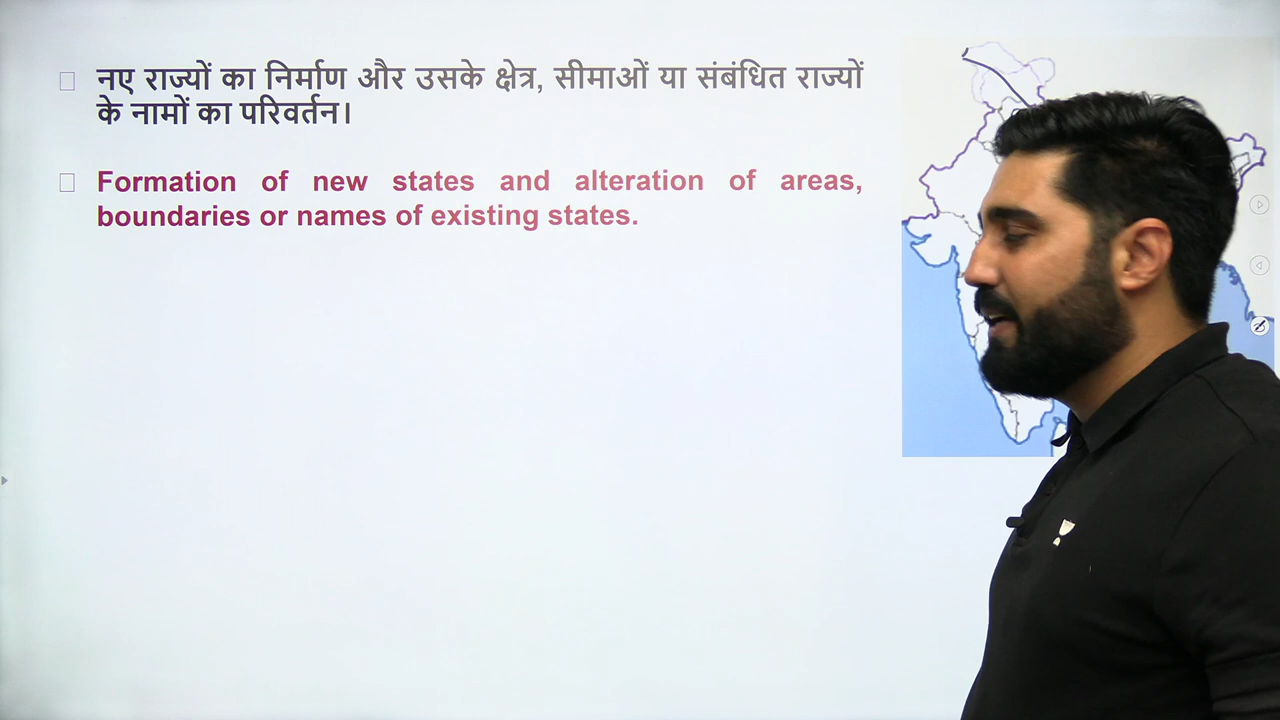 नए राज्यों का निर्माण और उसके क्षेत्र, सीमाओं या संबंधित राज्यों
के नामों का परिवर्तन।
Formation of new states and alteration of areas,
boundaries or names of existing states.